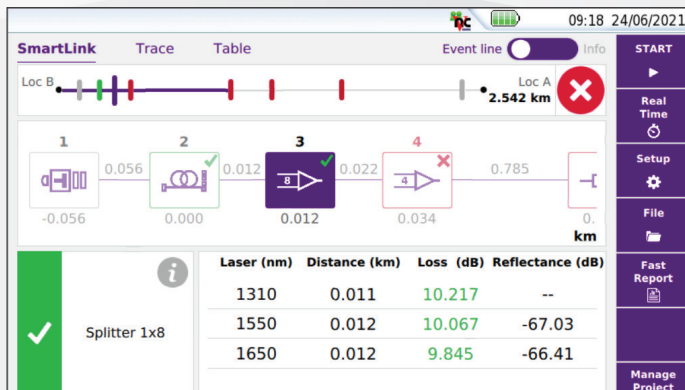 nc 09:18 24/06/2021
SmartLink Trace Table Event line Info START
Loc B Loc A
2.542 km
Real
Time
1 2 3 4
0.056 0.012 0.022 0.785
8 4
-0.056 0.000 0.012 0.034 0.
km
Setup
File
Laser (nm) Distance (km) Loss (dB) Reflectance (dB)
1310 0.011 10.217 --
1550 0.012 10.067 -67.03
1650 0.012 9.845 -66.41
i
Splitter 1x8
Fast
Report
Manage
Project